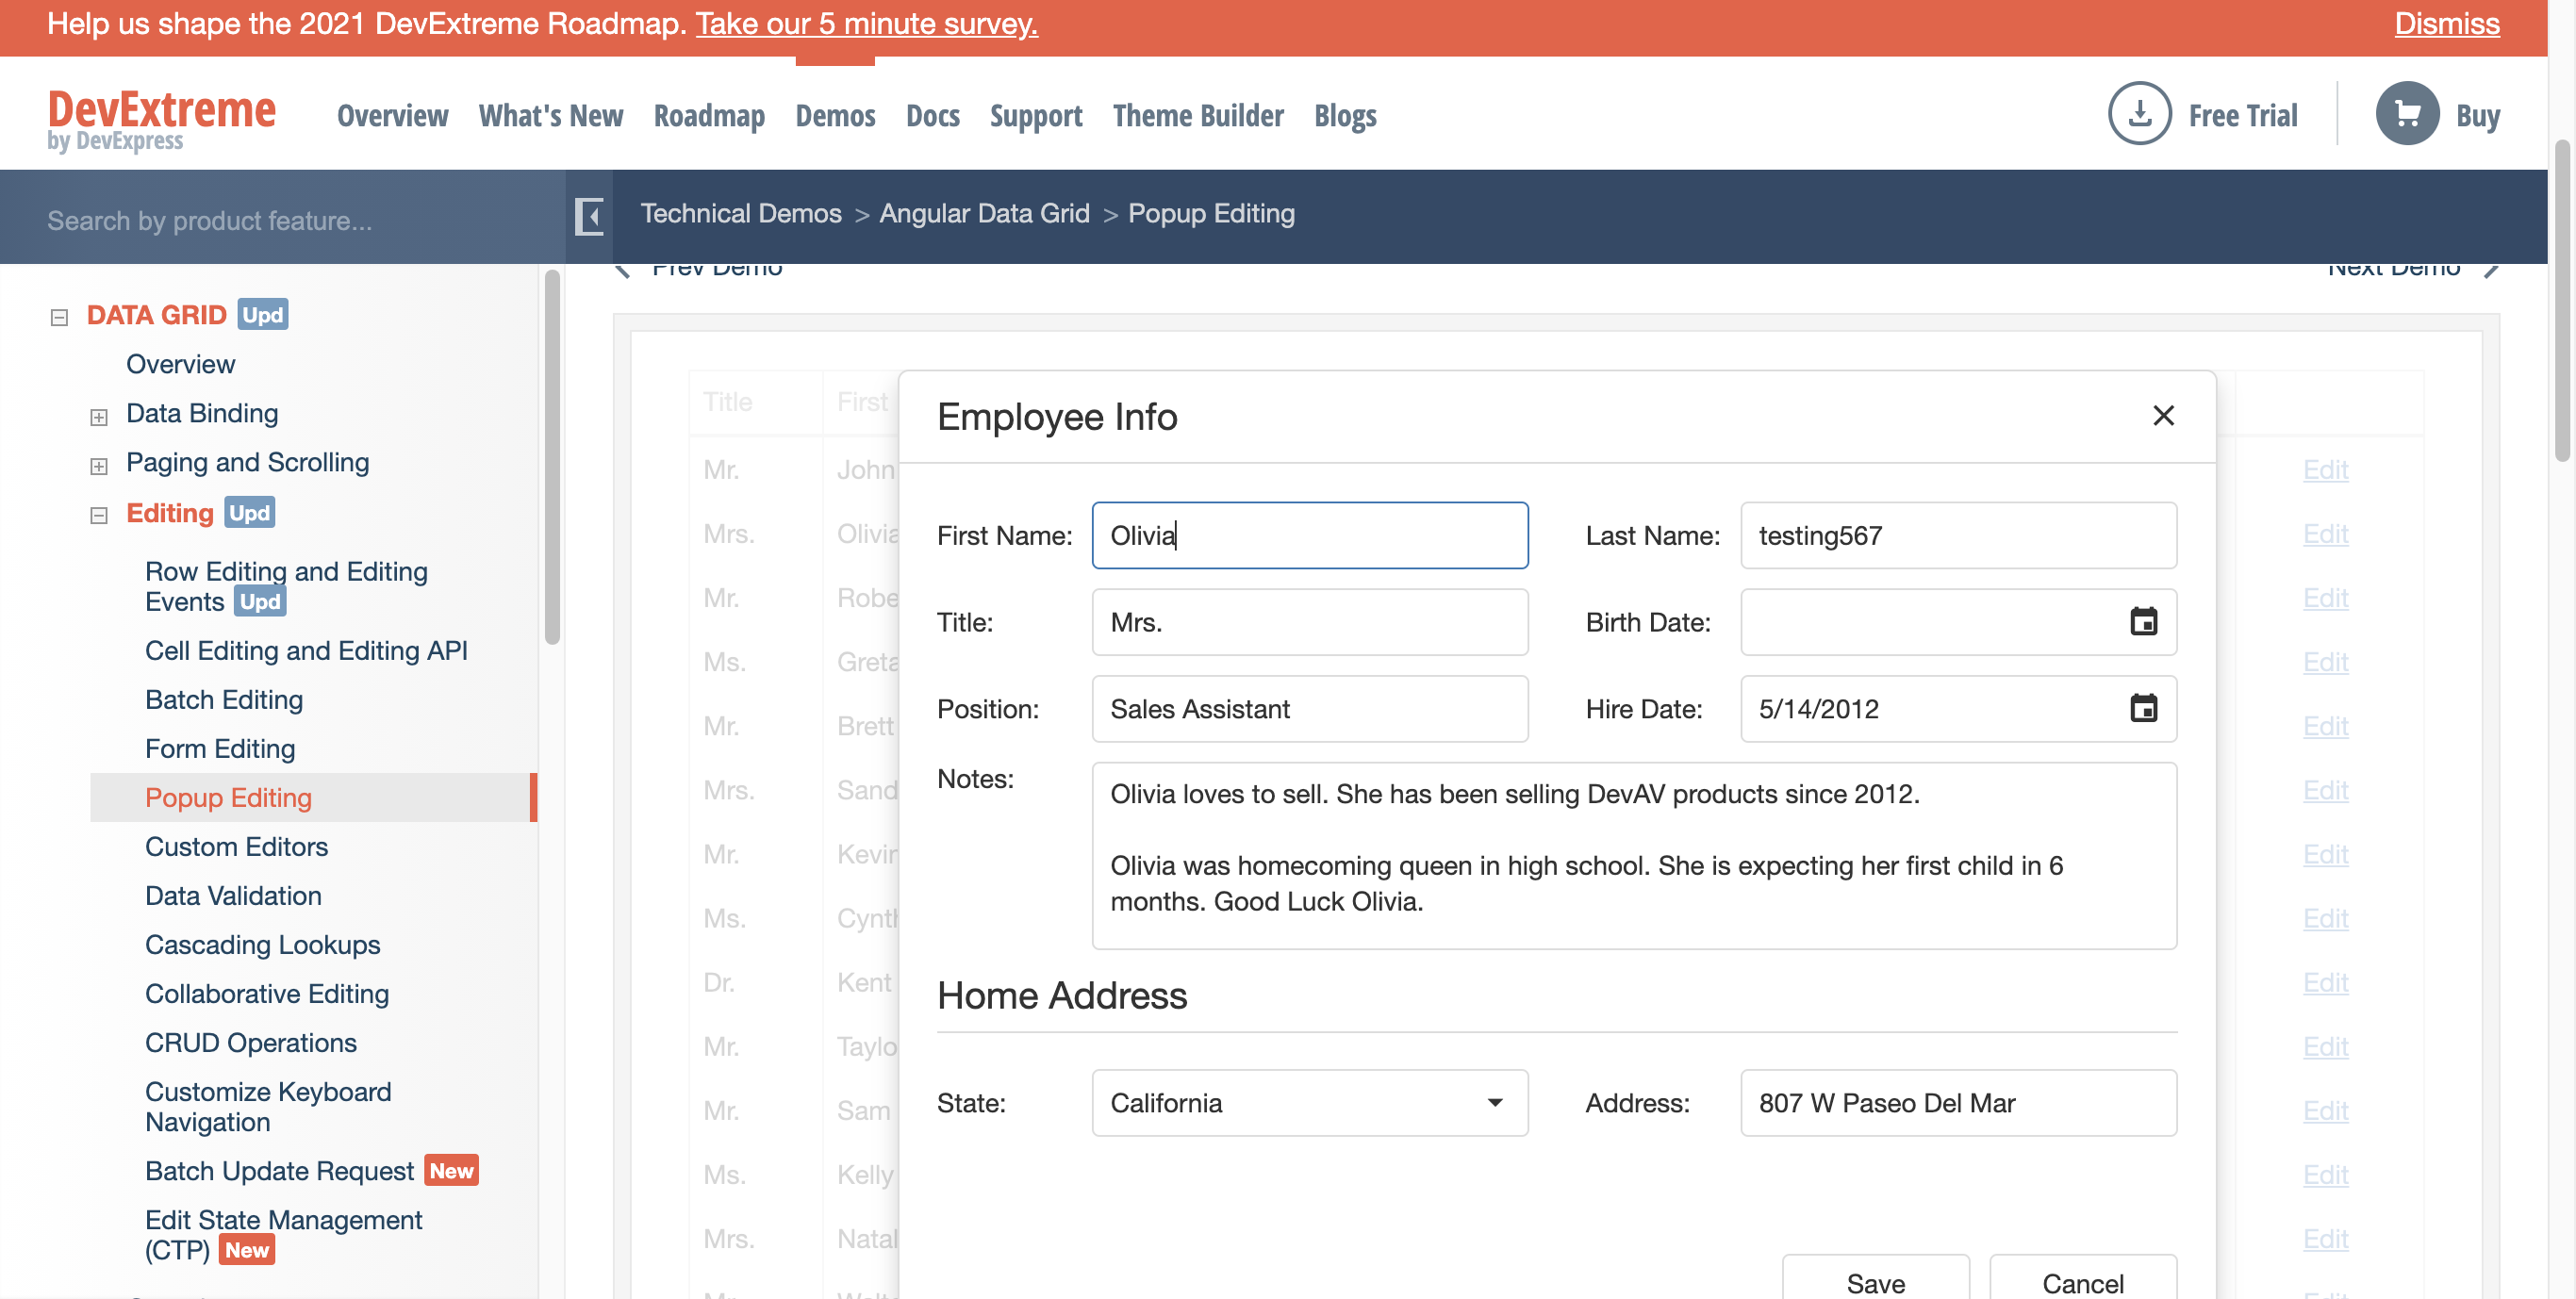 Help us shape the 2021 DevExtreme Roadmap. Take our 5 minute survey. Dismiss
DevExtreme
by DevExpress
Overview What's New Roadmap Demos Docs Support Theme Builder Blogs Free Trial Buy
Search by product feature...
Technical Demos > Angular Data Grid > Popup Editing
Prev Demo Next Demo
DATA GRID Upd
Overview
Data Binding
Paging and Scrolling
Editing Upd
Row Editing and Editing
Events Upd
Cell Editing and Editing API
Batch Editing
Form Editing
Popup Editing
Custom Editors
Data Validation
Cascading Lookups
Collaborative Editing
CRUD Operations
Customize Keyboard
Navigation
Batch Update Request New
Edit State Management
(CTP) New
Title First
Mr. John Edit
Mrs. Olivia Edit
Mr. Robe Edit
Ms. Greta Edit
Mr. Brett Edit
Mrs. Sand Edit
Mr. Kevin Edit
Ms. Cynth Edit
Dr. Kent Edit
Mr. Taylo Edit
Mr. Sam Edit
Ms. Kelly Edit
Mrs. Natal Edit
Employee Info
First Name: Olivia Last Name: testing567
Title: Mrs. Birth Date:
Position: Sales Assistant Hire Date: 5/14/2012
Notes: Olivia loves to sell. She has been selling DevAV products since 2012.
Olivia was homecoming queen in high school. She is expecting her first child in 6
months. Good Luck Olivia.
Home Address
State: California Address: 807 W Paseo Del Mar
Save Cancel